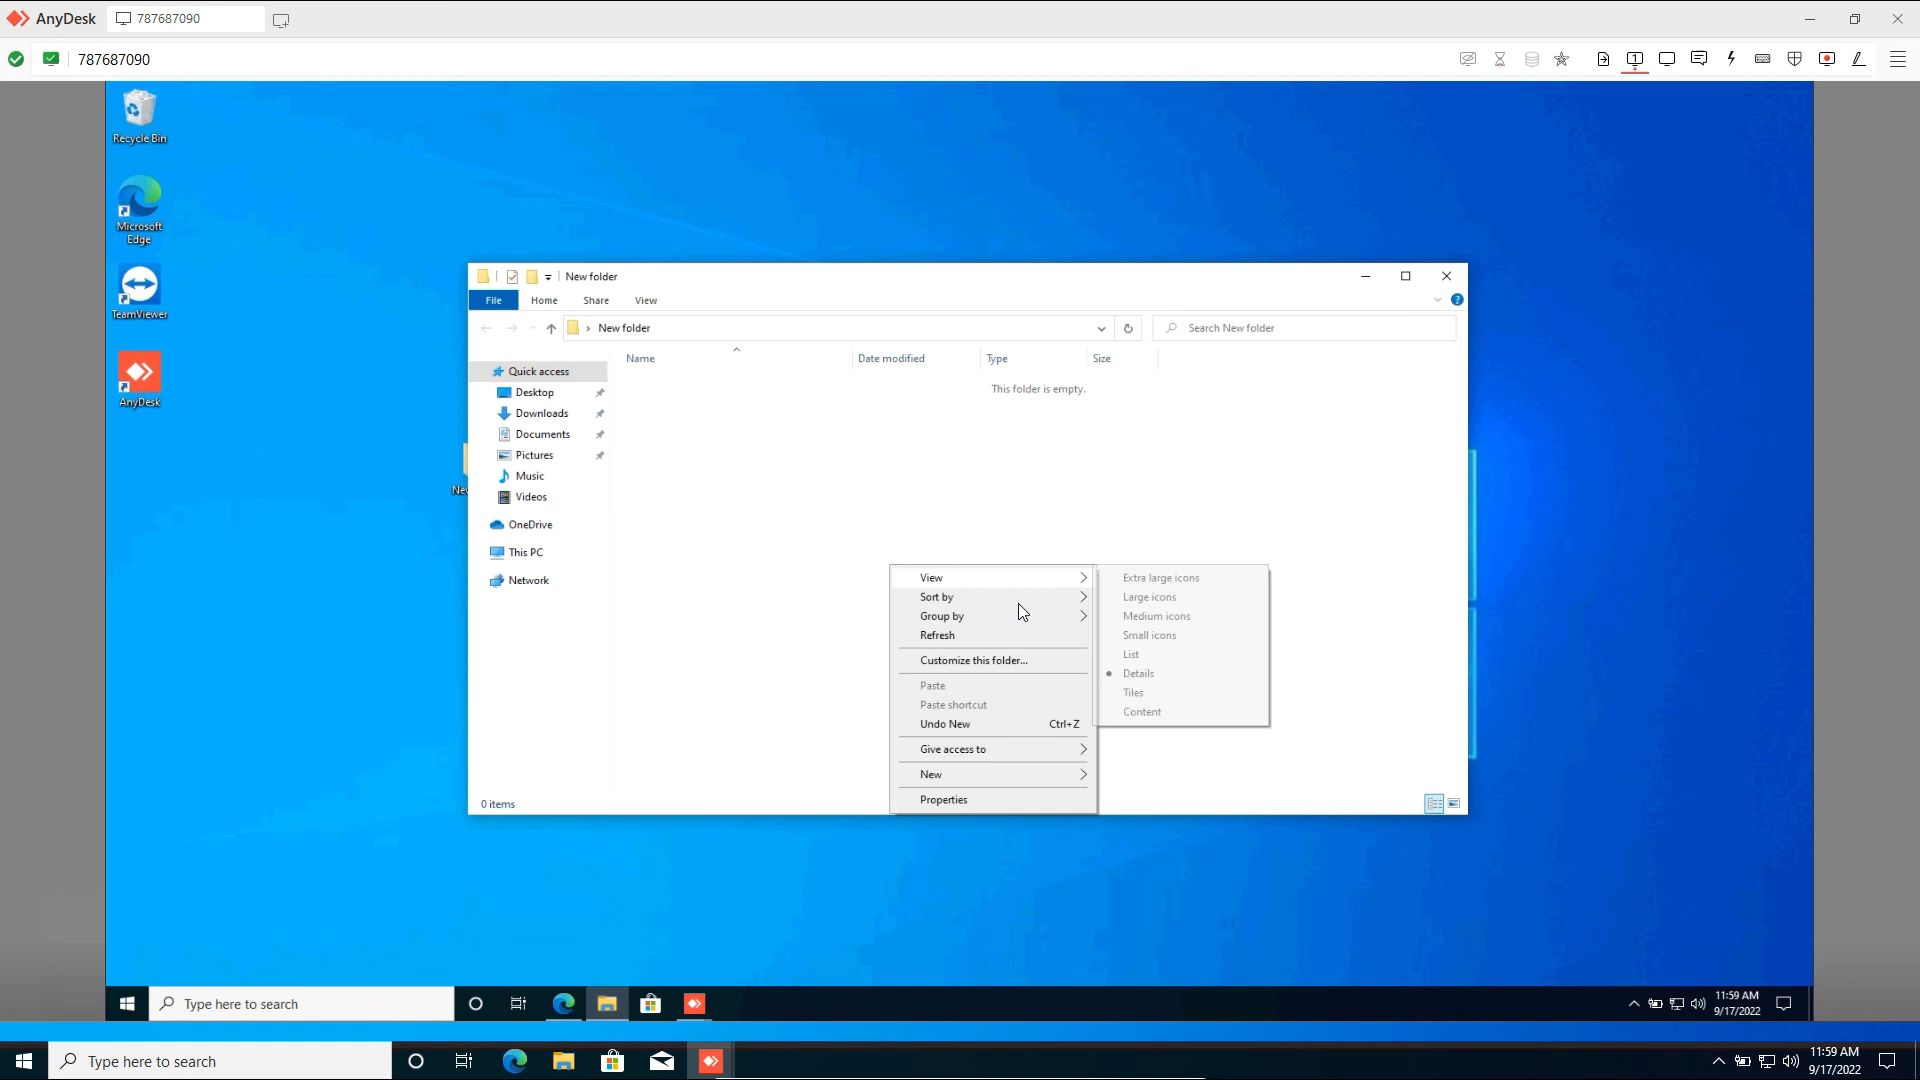 AnyDesk
787687090
787687090
Recycle Bin
Microsoft
Edge
TeamViewer
AnyDesk
New folder
File
Home
Share
View
New folder
Search New folder
Name
Date modified
Type
Size
This folder is empty.
Quick access
Desktop
Downloads
Documents
Pictures
Music
Videos
OneDrive
This PC
Network
View
Sort by
Group by
Refresh
Customize this folder...
Paste
Paste shortcut
Undo New Ctrl+Z
Give access to
New
Properties
Extra large icons
Large icons
Medium icons
Small icons
List
Details
Tiles
Content
0 items
Type here to search
11:59 AM
9/17/2022
Type here to search
11:59 AM
9/17/2022